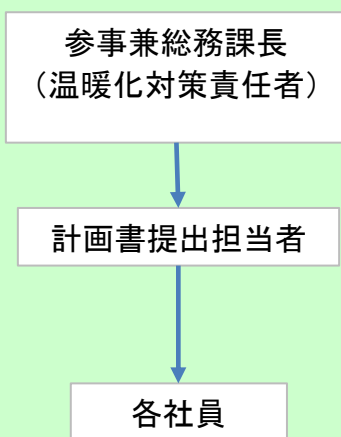 参事兼総務課長
（温暖化対策責任者）
計画書提出担当者
各社員